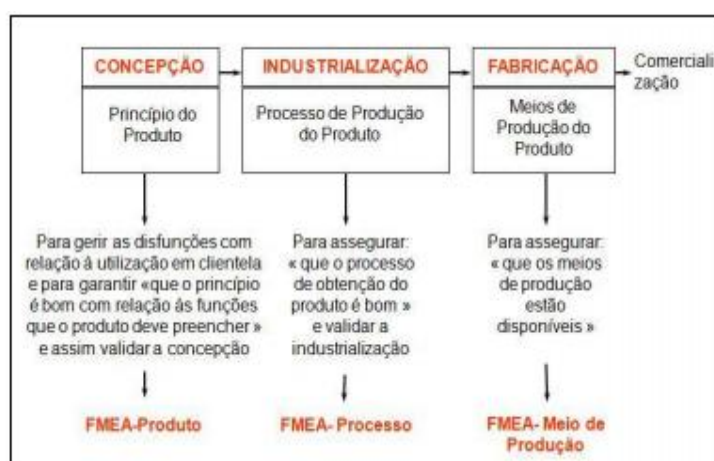 CONCEPÇÃO
Princípio do
Produto
INDUSTRIALIZAÇÃO
Processo de Produção
do Produto
FABRICAÇÃO
Meios de
Produção do
Produto
Comerciali
zação
Para gerir as disfunções com
relação á utilização em clientela
e para garantir «que o princípio
é bom com relação ás funções
que o produto deve preencher »
e assim validar a concepção
Para assegurar:
« que o processo
de obtenção do
produto é bom »
e validar a
industrialização
Para assegurar:
« que os meios
de produção
estão
disponíveis »
FMEA-Produto
FMEA- Processo
FMEA- Meio de
Produção